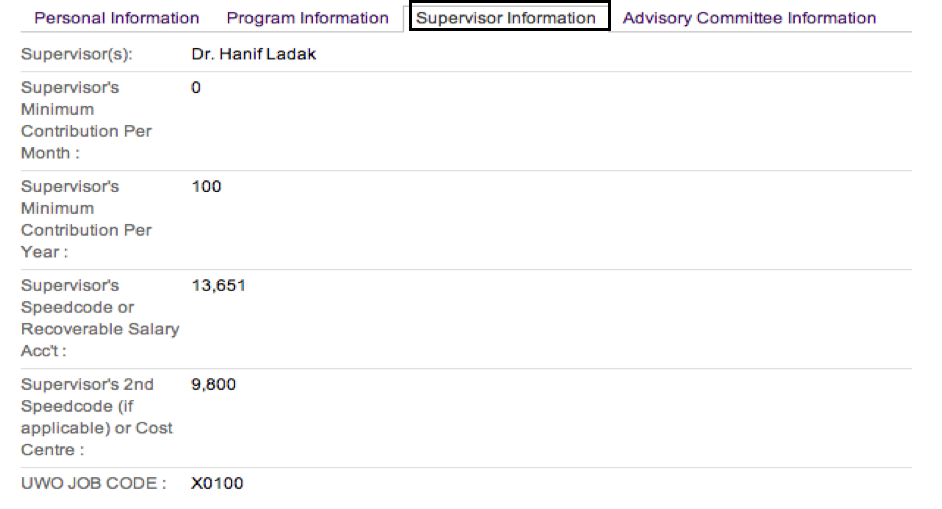 Personal Information Program Information Supervisor Information Advisory Committee Information
Supervisor(s): Dr. Hanif Ladak
Supervisor's 0
Minimum
Contribution Per
Month :
Supervisor's 100
Minimum
Contribution Per
Year :
Supervisor's 13,651
Speedcode or
Recoverable Salary
Acc't :
Supervisor's 2nd 9,800
Speedcode (if
applicable) or Cost
Centre :
UWO JOB CODE : X0100